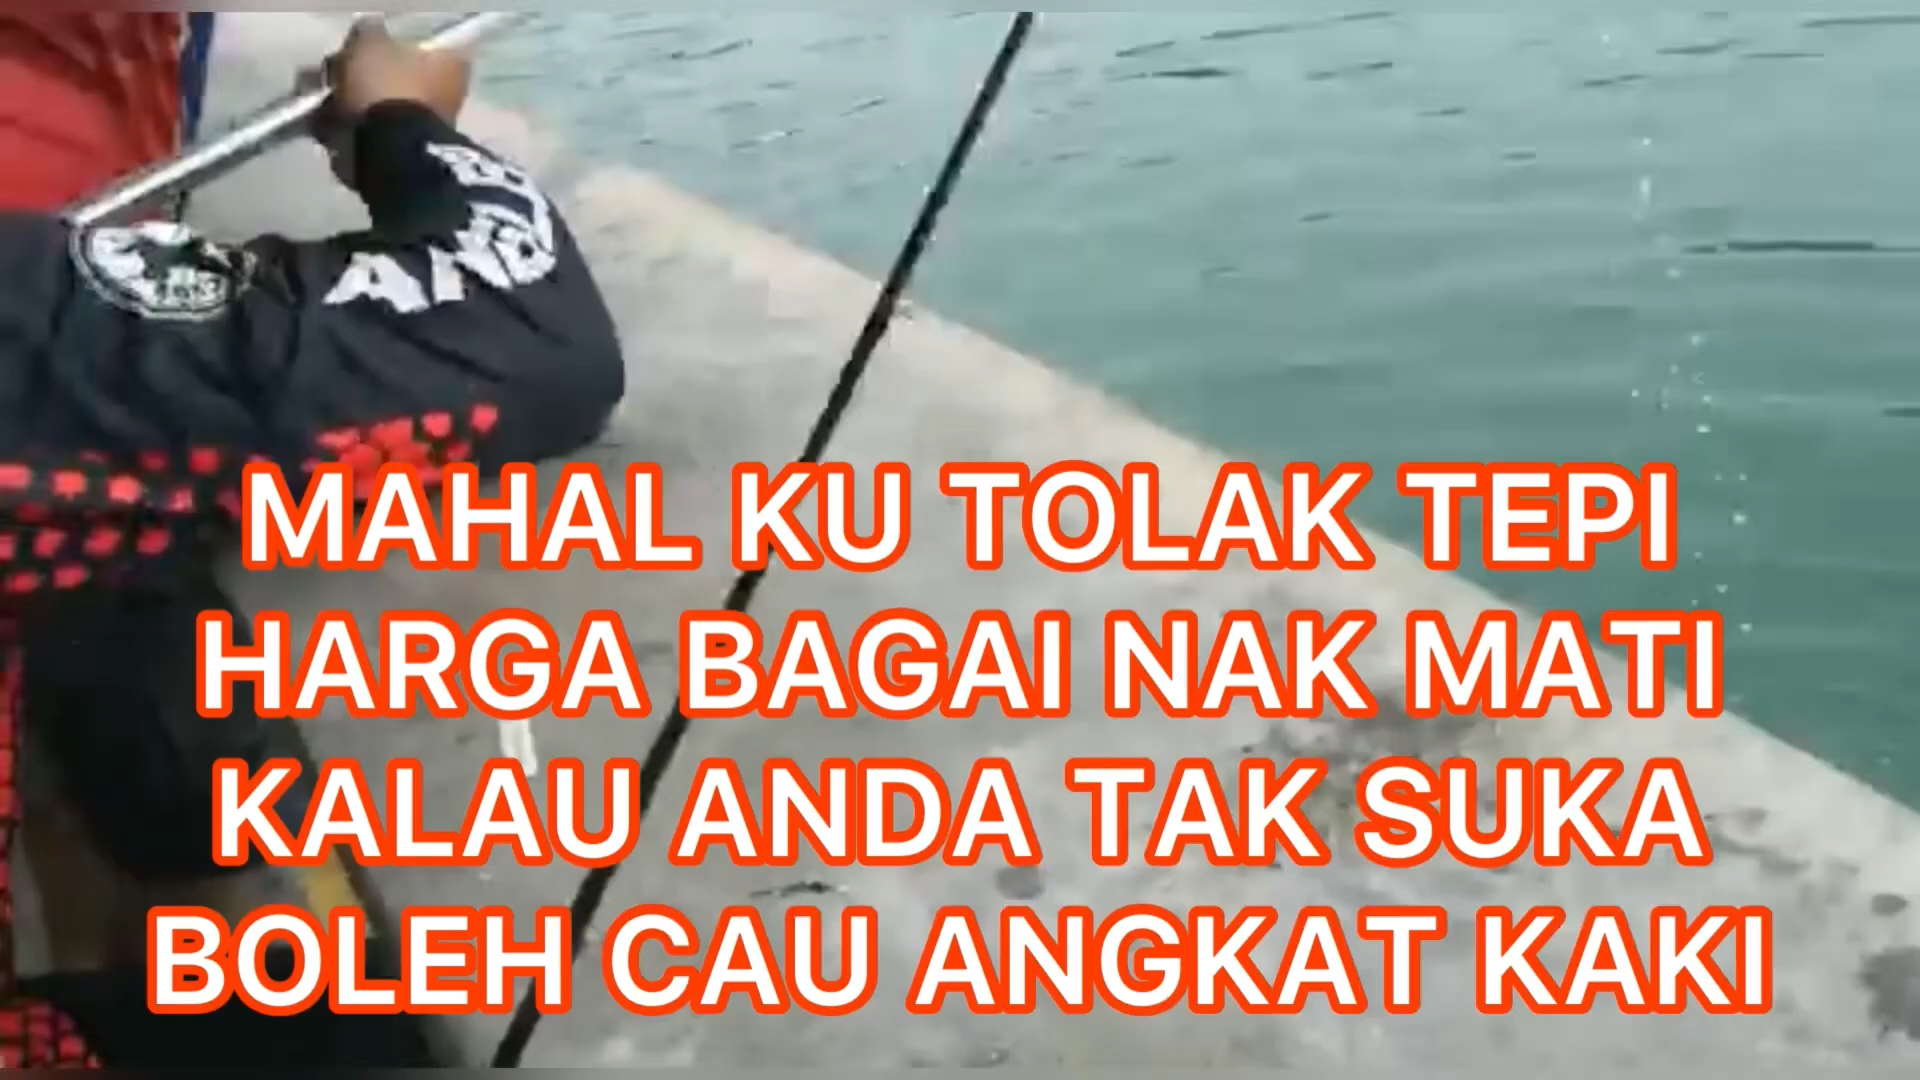 MAHAL KU TOLAK TEPI
HARGA BAGAI NAK MATI
KALAU ANDA TAK SUKA
BOLEH CAU ANGKAT KAKI